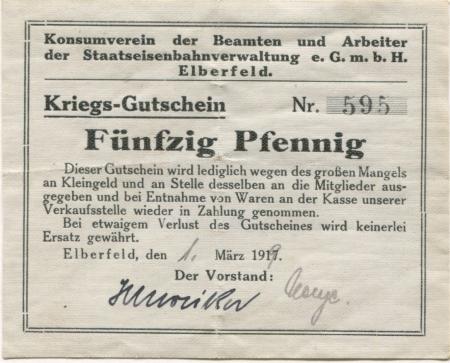 Konsumverein der Beamten und Arbeiter
der Staatseisenbahnverwaltung e. G. m. b. H.
Elberfeld.
Kriegs-Gutschein Nr. 595
Fünfzig Pfennig
Dieser Gutschein wird lediglich wegen des großen Mangels
an Kleingeld und an Stelle desselben an die Mitglieder aus-
gegeben und bei Entnahme von Waren an der Kasse unserer
Verkaufsstelle wieder in Zahlung genommen.
Bei etwaigem Verlust des Gutscheines wird keinerlei
Ersatz gewährt.
Elberfeld, den 1. März 1919
Der Vorstand: